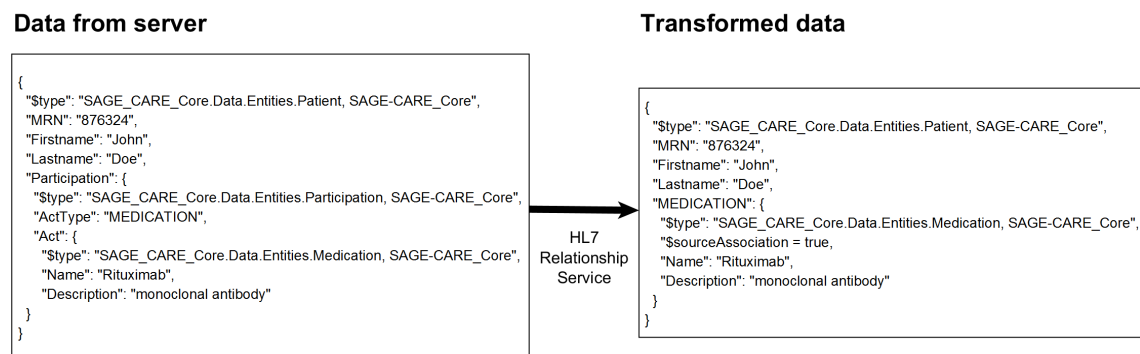 Data from server
{
"$type": "SAGE_CARE_Core.Data.Entities.Patient, SAGE-CARE_Core",
"MRN": "876324",
"Firstname": "John",
"Lastname": "Doe",
"Participation": {
"$type": "SAGE_CARE_Core.Data.Entities.Participation, SAGE-CARE_Core",
"ActType": "MEDICATION",
"Act": {
"$type": "SAGE_CARE_Core.Data.Entities.Medication, SAGE-CARE_Core",
"Name": "Rituximab",
"Description": "monoclonal antibody"
}
}
HL7
Relationship
Service
Transformed data
{
"$type": "SAGE_CARE_Core.Data.Entities.Patient, SAGE-CARE_Core",
"MRN": "876324",
"Firstname": "John",
"Lastname": "Doe",
"MEDICATION": {
"$type": "SAGE_CARE_Core.Data.Entities.Medication, SAGE-CARE_Core",
"$sourceAssociation = true,
"Name": "Rituximab",
"Description": "monoclonal antibody"
}
}